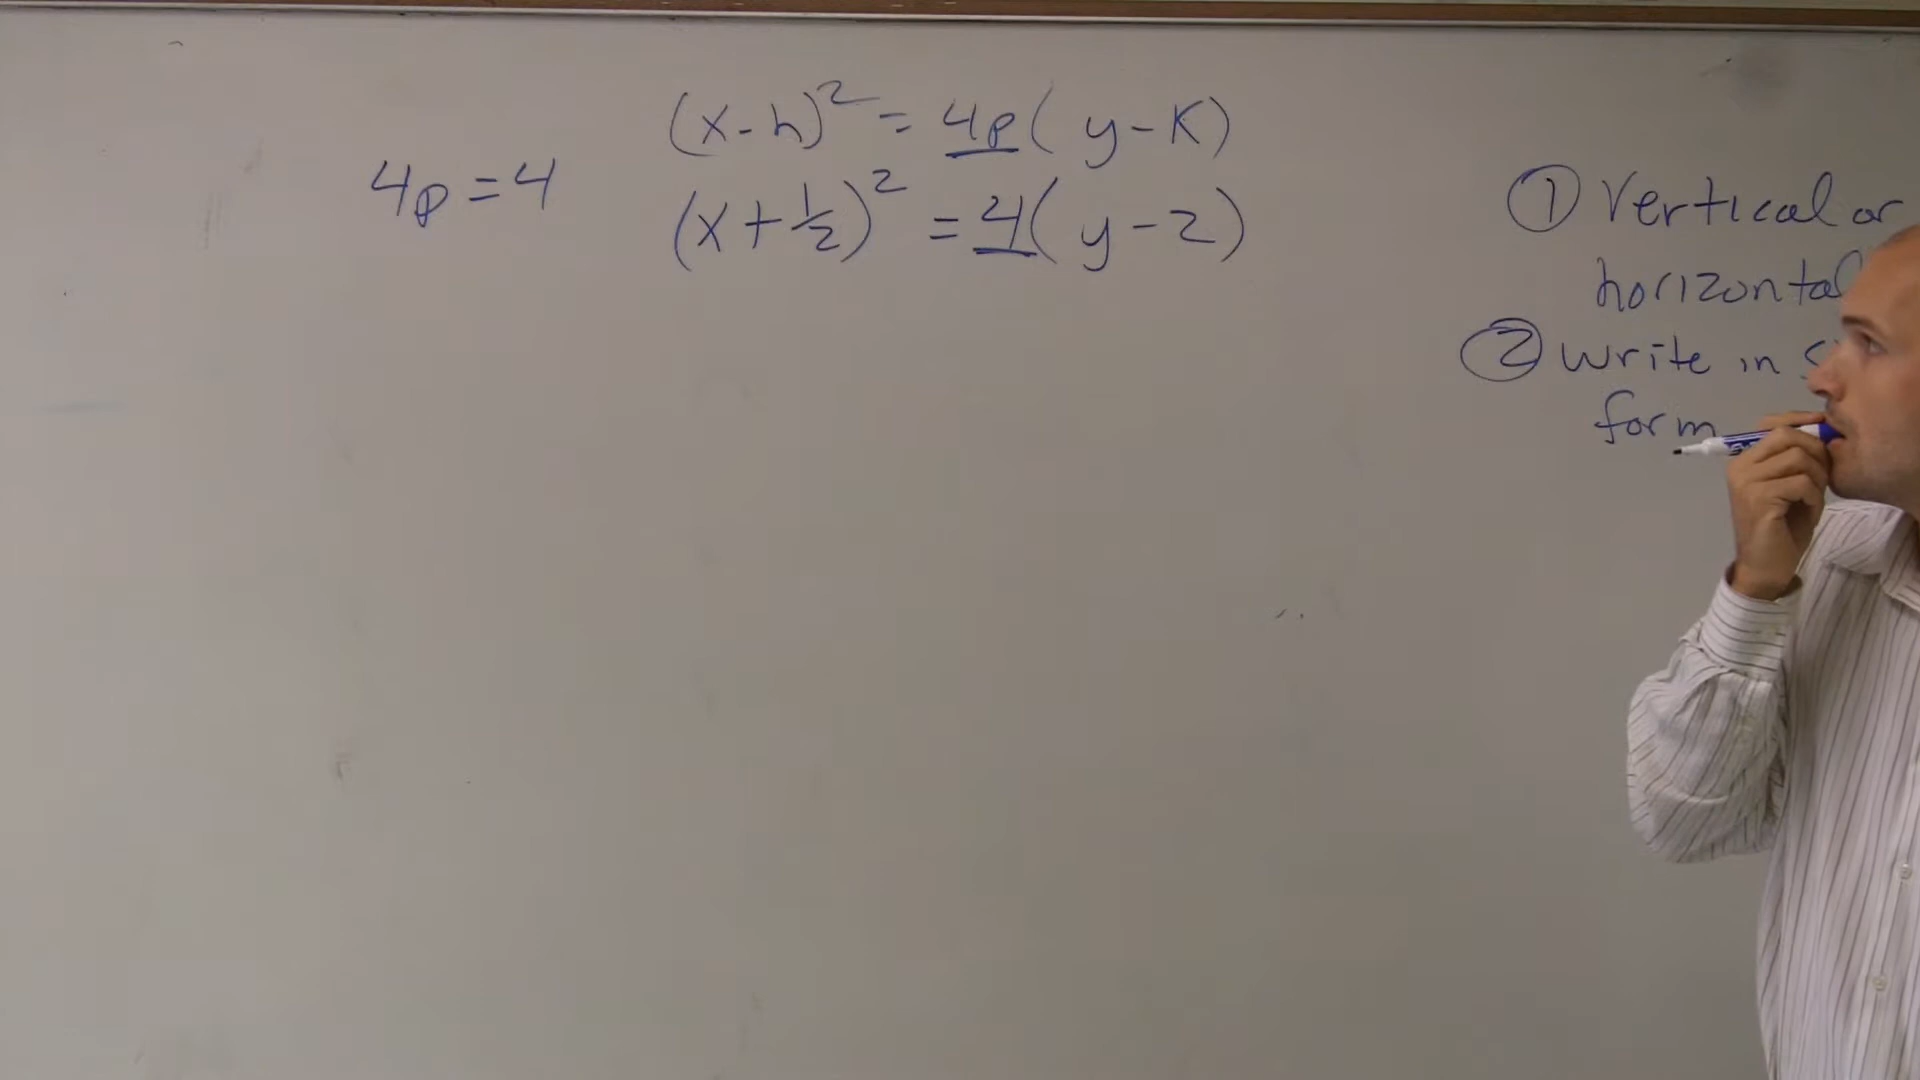 (x-h)² = 4p(y-k)
4p=4
(x+½)² = 4(y-2)
① Vertical or
horizontal
② write in
form